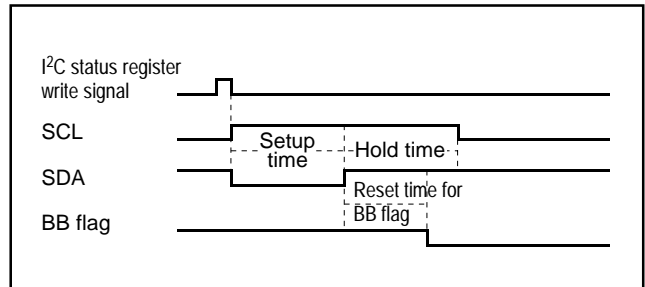 I²C status register
write signal
SCL
Setup
time
Hold time
SDA
Reset time for
BB flag
BB flag